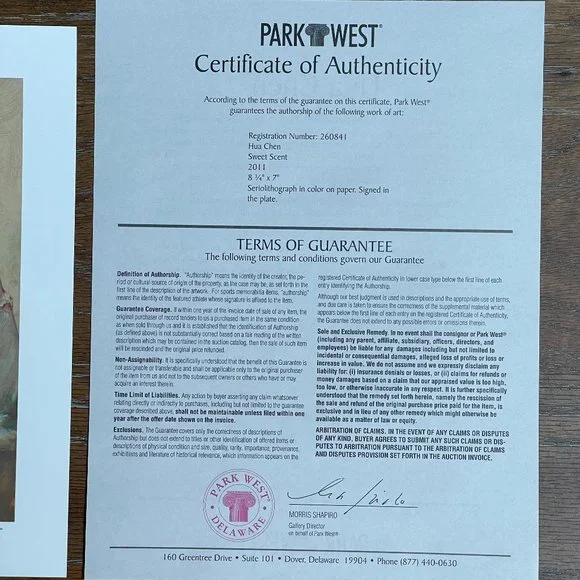 PARK WEST®
Certificate of Authenticity
According to the terms of the guarantee on this certificate, Park West®
guarantees the authorship of the following work of art:
Registration Number: 260841
Hua Chen
Sweet Scent
2011
8 ¾" x 7"
Seriolithograph in color on paper. Signed in
the plate.
TERMS OF GUARANTEE
The following terms and conditions govern our Guarantee
Definition of Authorship. "Authorship" means the identity of the creator, the pe-
riod or cultural source of origin of the property, as the case may be, as set forth in the
first line of the description of the artwork. For sports memorabilia items, "authorship"
means the identity of the featured athlete whose signature is affixed to the item.
Guarantee Coverage. If within one year of the invoice date of sale of any item, the
original purchaser of record tenders to us a purchased item in the same condition
as when sold through us and it is established that the identification of Authorship
(as defined above) is not substantially correct based on a fair reading of the written
description which may be contained in the auction catalog, then the sale of such item
will be rescinded and the original price refunded.
Non-Assignability. It is specifically understood that the benefit of this Guarantee is
not assignable or transferable and shall be applicable only to the original purchaser
of the item from us and not to the subsequent owners or others who have or may
acquire an interest therein.
Time Limit of Liabilities. Any action by buyer asserting any claim whatsoever
relating directly or indirectly to purchases, including but not limited to the guarantee
coverage described above, shall not be maintainable unless filed within one
year after the offer date shown on the invoice.
Exclusions. The Guarantee covers only the correctness of descriptions of
Authorship but does not extend to titles or other identification of offered items or
descriptions of physical condition and size, quality, rarity, importance, provenance,
exhibitions and literature of historical relevance, which information appears on the
registered Certificate of Authenticity in lower case type below the first line of each
entry identifying the Authorship.
Although our best judgment is used in descriptions and the appropriate use of terms,
and due care is taken to ensure the correctness of the supplemental material which
appears below the first line of each entry on the registered Certificate of Authenticity,
the Guarantee does not extend to any possible errors or omissions therein.
Sole and Exclusive Remedy. In no event shall the consignor or Park West®
(including any parent, affiliate, subsidiary, officers, directors, and
employees) be liable for any damages including but not limited to
incidental or consequential damages, alleged loss of profits or loss or
increase in value. We do not assume and we expressly disclaim any
liability for: (i) Insurance denials or losses, or (ii) claims for refunds or
money damages based on a claim that our appraised value is too high,
too low, or otherwise inaccurate in any respect. It is further specifically
understood that the remedy set forth herein, namely the rescission of
the sale and refund of the original purchase price paid for the item, is
exclusive and in lieu of any other remedy which might otherwise be
available as a matter of law or equity.
ARBITRATION OF CLAIMS. IN THE EVENT OF ANY CLAIMS OR DISPUTES
OF ANY KIND, BUYER AGREES TO SUBMIT ANY SUCH CLAIMS OR DIS-
PUTES TO ARBITRATION PURSUANT TO THE ARBITRATION OF CLAIMS
AND DISPUTES PROVISION SET FORTH IN THE AUCTION INVOICE.
PARK WEST®
DELAWARE
MORRIS SHAPIRO
Gallery Director
on behalf of Park West®
160 Greentree Drive • Suite 101 • Dover, Delaware 19904 • Phone (877) 440-0630